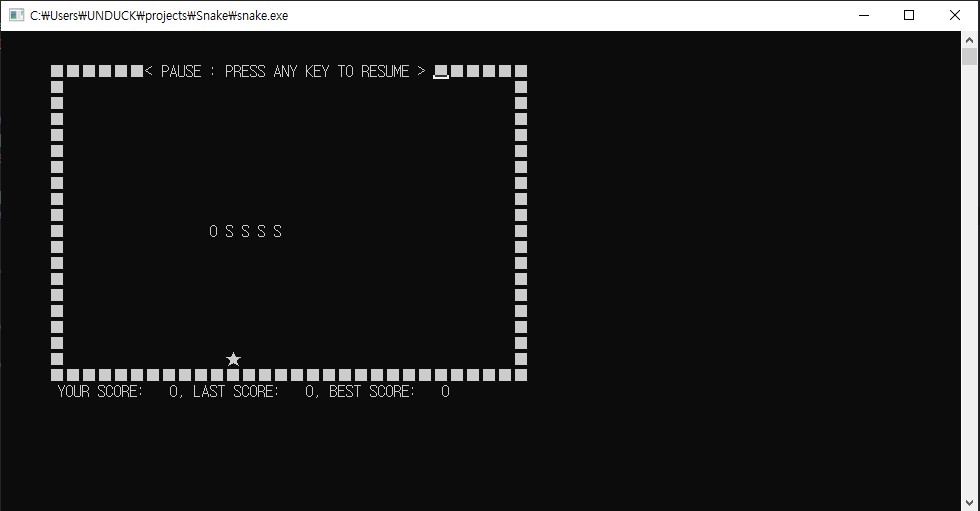 C:₩Users₩UNDUCK₩projects₩Snake₩snake.exe
< PAUSE : PRESS ANY KEY TO RESUME >
O S S S S
YOUR SCORE: 0, LAST SCORE: 0, BEST SCORE: 0